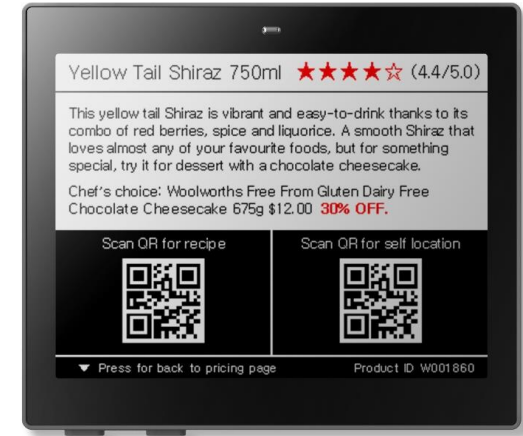 Yellow Tail Shiraz 750ml ★★★★☆ (4.4/5.0)
This yellow tail Shiraz is vibrant and easy-to-drink thanks to its
combo of red berries, spice and liquorice. A smooth Shiraz that
loves almost any of your favourite foods, but for something
special, try it for dessert with a chocolate cheesecake.
Chef's choice: Woolworths Free From Gluten Dairy Free
Chocolate Cheesecake 675g $12.00 30% OFF.
Scan QR for recipe
Scan QR for self location
▼ Press for back to pricing page
Product ID W001860